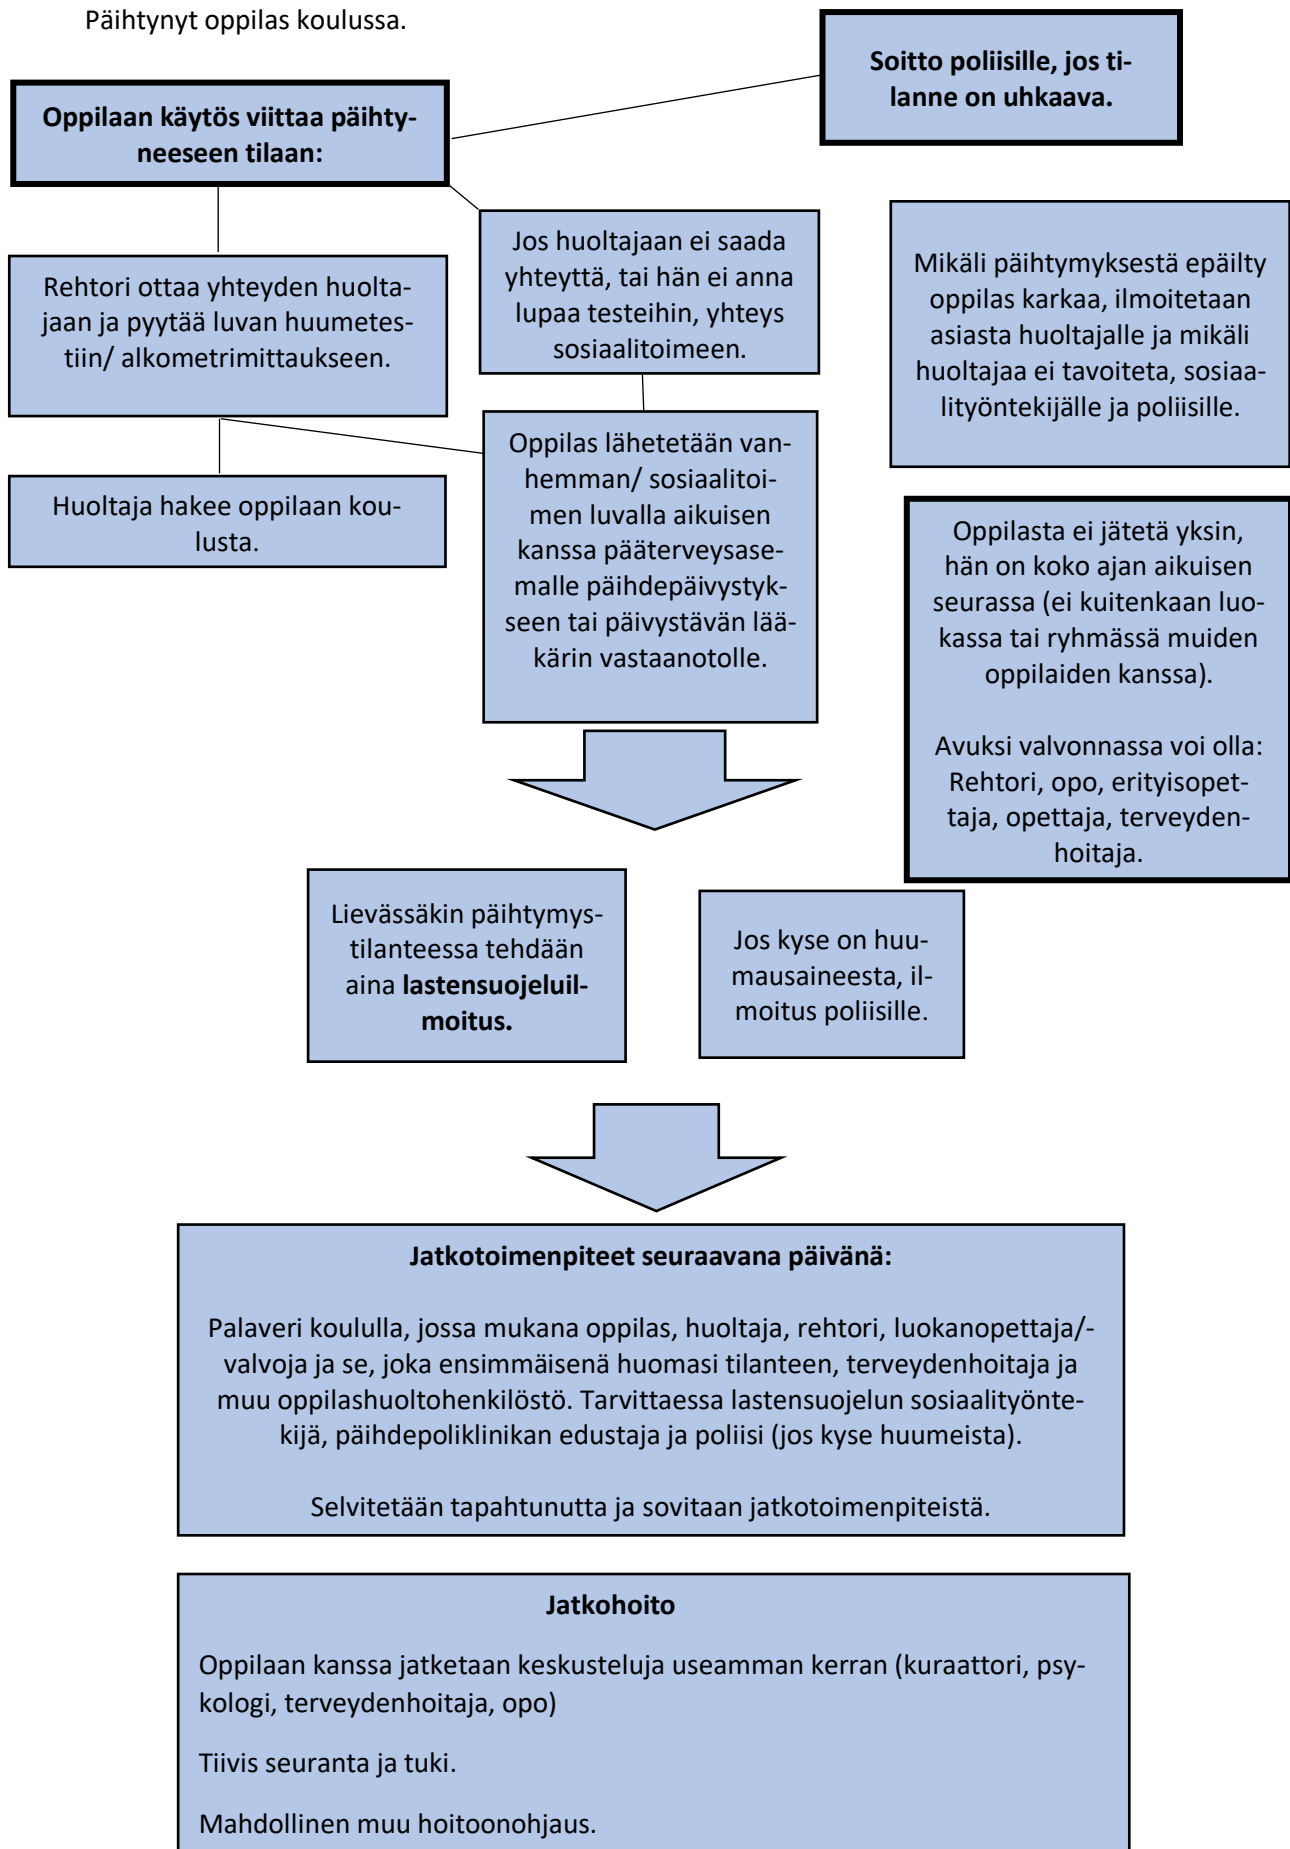 Päihtynyt oppilas koulussa.
Soitto poliisille, jos ti-
lanne on uhkaava.
Oppilaan käytös viittaa päihty-
neeseen tilaan:
Jos huoltajaan ei saada
yhteyttä, tai hän ei anna
lupaa testeihin, yhteys
sosiaalitoimeen.
Mikäli päihtymyksestä epäilty
oppilas karkaa, ilmoitetaan
asiasta huoltajalle ja mikäli
huoltajaa ei tavoiteta, sosiaa-
lityöntekijälle ja poliisille.
Rehtori ottaa yhteyden huolta-
jaan ja pyytää luvan huumetes-
tiin/ alkometrimittaukseen.
Oppilas lähetetään van-
hemman/ sosiaalitoi-
men luvalla aikuisen
kanssa pääterveysase-
malle päihdepäivystyk-
seen tai päivystävän lää-
kärin vastaanotolle.
Huoltaja hakee oppilaan kou-
lusta.
Oppilasta ei jätetä yksin,
hän on koko ajan aikuisen
seurassa (ei kuitenkaan luo-
kassa tai ryhmässä muiden
oppilaiden kanssa).
Avuksi valvonnassa voi olla:
Rehtori, opo, erityisopet-
taja, opettaja, terveyden-
hoitaja.
Lievässäkin päihtymys-
tilanteessa tehdään
aina lastensuojeluil-
moitus.
Jos kyse on huu-
mausaineesta, il-
moitus poliisille.
Jatkotoimenpiteet seuraavana päivänä:
Palaveri koululla, jossa mukana oppilas, huoltaja, rehtori, luokanopettaja/-
valvoja ja se, joka ensimmäisenä huomasi tilanteen, terveydenhoitaja ja
muu oppilashuoltohenkilöstö. Tarvittaessa lastensuojelun sosiaalityönte-
kijä, päihdepoliklinikan edustaja ja poliisi (jos kyse huumeista).
Selvitetään tapahtunutta ja sovitaan jatkotoimenpiteistä.
Jatkohoito
Oppilaan kanssa jatketaan keskusteluja useamman kerran (kuraattori, psy-
kologi, terveydenhoitaja, opo)
Tiivis seuranta ja tuki.
Mahdollinen muu hoitoonohjaus.